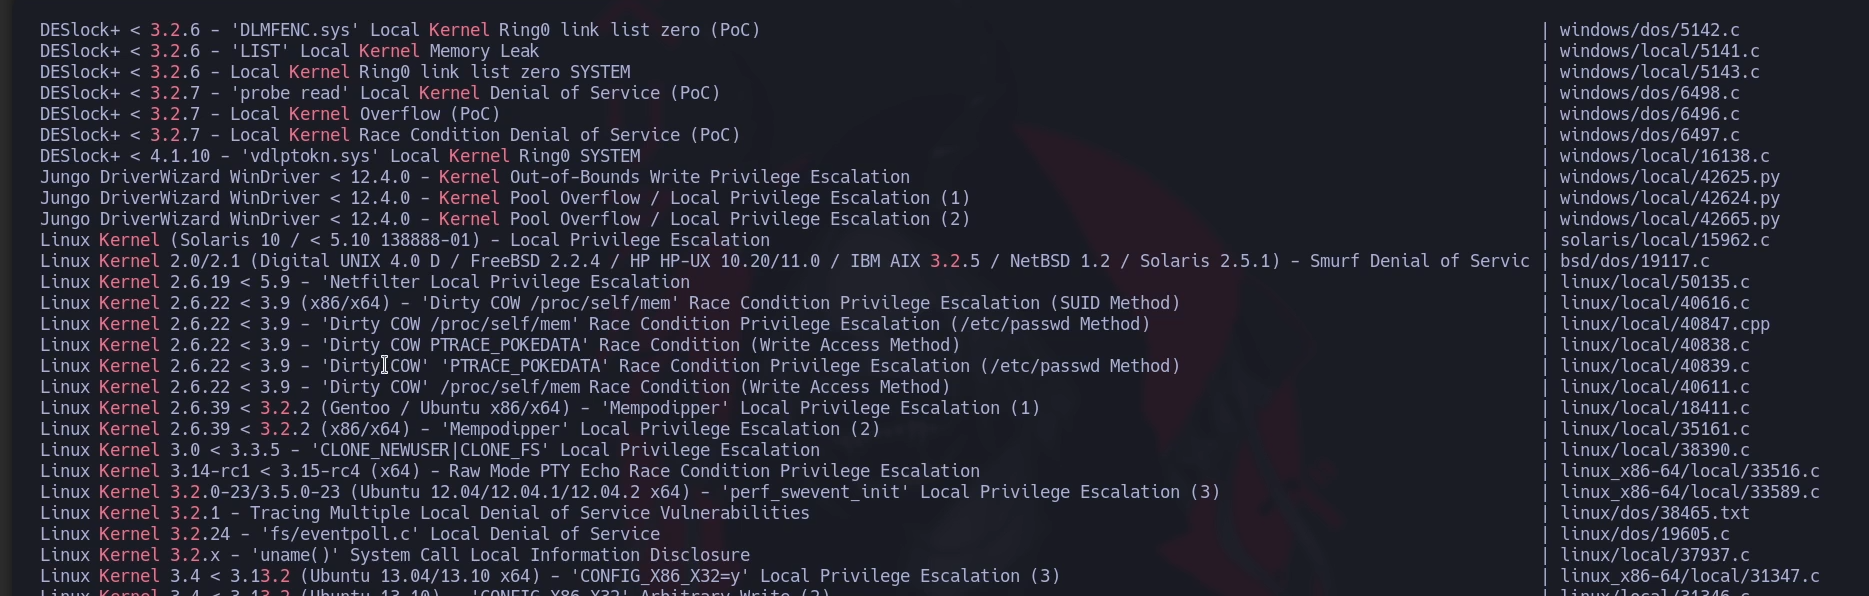 DESlock+ < 3.2.6 - 'DLMFENC.sys' Local Kernel Ring0 link list zero (PoC) | windows/dos/5142.c
DESlock+ < 3.2.6 - 'LIST' Local Kernel Memory Leak | windows/local/5141.c
DESlock+ < 3.2.6 - Local Kernel Ring0 link list zero SYSTEM | windows/local/5143.c
DESlock+ < 3.2.7 - 'probe read' Local Kernel Denial of Service (PoC) | windows/dos/6498.c
DESlock+ < 3.2.7 - Local Kernel Overflow (PoC) | windows/dos/6496.c
DESlock+ < 3.2.7 - Local Kernel Race Condition Denial of Service (PoC) | windows/dos/6497.c
DESlock+ < 4.1.10 - 'vdlptokn.sys' Local Kernel Ring0 SYSTEM | windows/local/16138.c
Jungo DriverWizard WinDriver < 12.4.0 - Kernel Out-of-Bounds Write Privilege Escalation | windows/local/42625.py
Jungo DriverWizard WinDriver < 12.4.0 - Kernel Pool Overflow / Local Privilege Escalation (1) | windows/local/42624.py
Jungo DriverWizard WinDriver < 12.4.0 - Kernel Pool Overflow / Local Privilege Escalation (2) | windows/local/42665.py
Linux Kernel (Solaris 10 / < 5.10 138888-01) - Local Privilege Escalation | solaris/local/15962.c
Linux Kernel 2.0/2.1 (Digital UNIX 4.0 D / FreeBSD 2.2.4 / HP HP-UX 10.20/11.0 / IBM AIX 3.2.5 / NetBSD 1.2 / Solaris 2.5.1) - Smurf Denial of Servic | bsd/dos/19117.c
Linux Kernel 2.6.19 < 5.9 - 'Netfilter Local Privilege Escalation | linux/local/50135.c
Linux Kernel 2.6.22 < 3.9 (x86/x64) - 'Dirty COW /proc/self/mem' Race Condition Privilege Escalation (SUID Method) | linux/local/40616.c
Linux Kernel 2.6.22 < 3.9 - 'Dirty COW /proc/self/mem' Race Condition Privilege Escalation (/etc/passwd Method) | linux/local/40847.cpp
Linux Kernel 2.6.22 < 3.9 - 'Dirty COW PTRACE_POKEDATA' Race Condition (Write Access Method) | linux/local/40838.c
Linux Kernel 2.6.22 < 3.9 - 'Dirty COW' 'PTRACE_POKEDATA' Race Condition Privilege Escalation (/etc/passwd Method) | linux/local/40839.c
Linux Kernel 2.6.22 < 3.9 - 'Dirty COW' /proc/self/mem Race Condition (Write Access Method) | linux/local/40611.c
Linux Kernel 2.6.39 < 3.2.2 (Gentoo / Ubuntu x86/x64) - 'Mempodipper' Local Privilege Escalation (1) | linux/local/18411.c
Linux Kernel 2.6.39 < 3.2.2 (x86/x64) - 'Mempodipper' Local Privilege Escalation (2) | linux/local/35161.c
Linux Kernel 3.0 < 3.3.5 - 'CLONE_NEWUSER|CLONE_FS' Local Privilege Escalation | linux/local/38390.c
Linux Kernel 3.14-rc1 < 3.15-rc4 (x64) - Raw Mode PTY Echo Race Condition Privilege Escalation | linux_x86-64/local/33516.c
Linux Kernel 3.2.0-23/3.5.0-23 (Ubuntu 12.04/12.04.1/12.04.2 x64) - 'perf_swevent_init' Local Privilege Escalation (3) | linux_x86-64/local/33589.c
Linux Kernel 3.2.1 - Tracing Multiple Local Denial of Service Vulnerabilities | linux/dos/38465.txt
Linux Kernel 3.2.24 - 'fs/eventpoll.c' Local Denial of Service | linux/dos/19605.c
Linux Kernel 3.2.x - 'uname()' System Call Local Information Disclosure | linux/local/37937.c
Linux Kernel 3.4 < 3.13.2 (Ubuntu 13.04/13.10 x64) - 'CONFIG_X86_X32=y' Local Privilege Escalation (3) | linux_x86-64/local/31347.c
Linux Kernel 3.4 < 3.13.2 (Ubuntu 13.10) - 'CONFIG_X86_X32' Arbitrary Write (2) | linux/local/31346.c